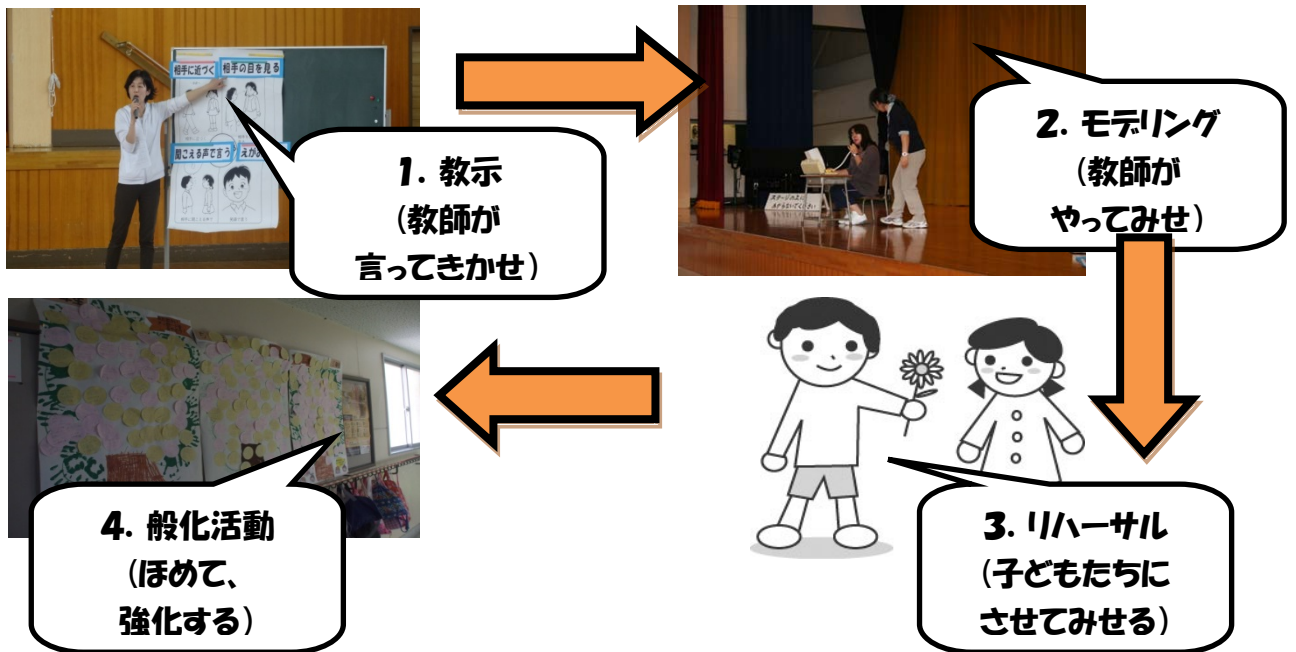 相手に近づく
相手の目を見る
聞こえる声で言う
えがお
1. 教示
(教師が
言ってきかせ)
2. モデリング
(教師が
やってみせ)
3. リハーサル
(子どもたちに
させてみせる)
4. 般化活動
(ほめて、
強化する)